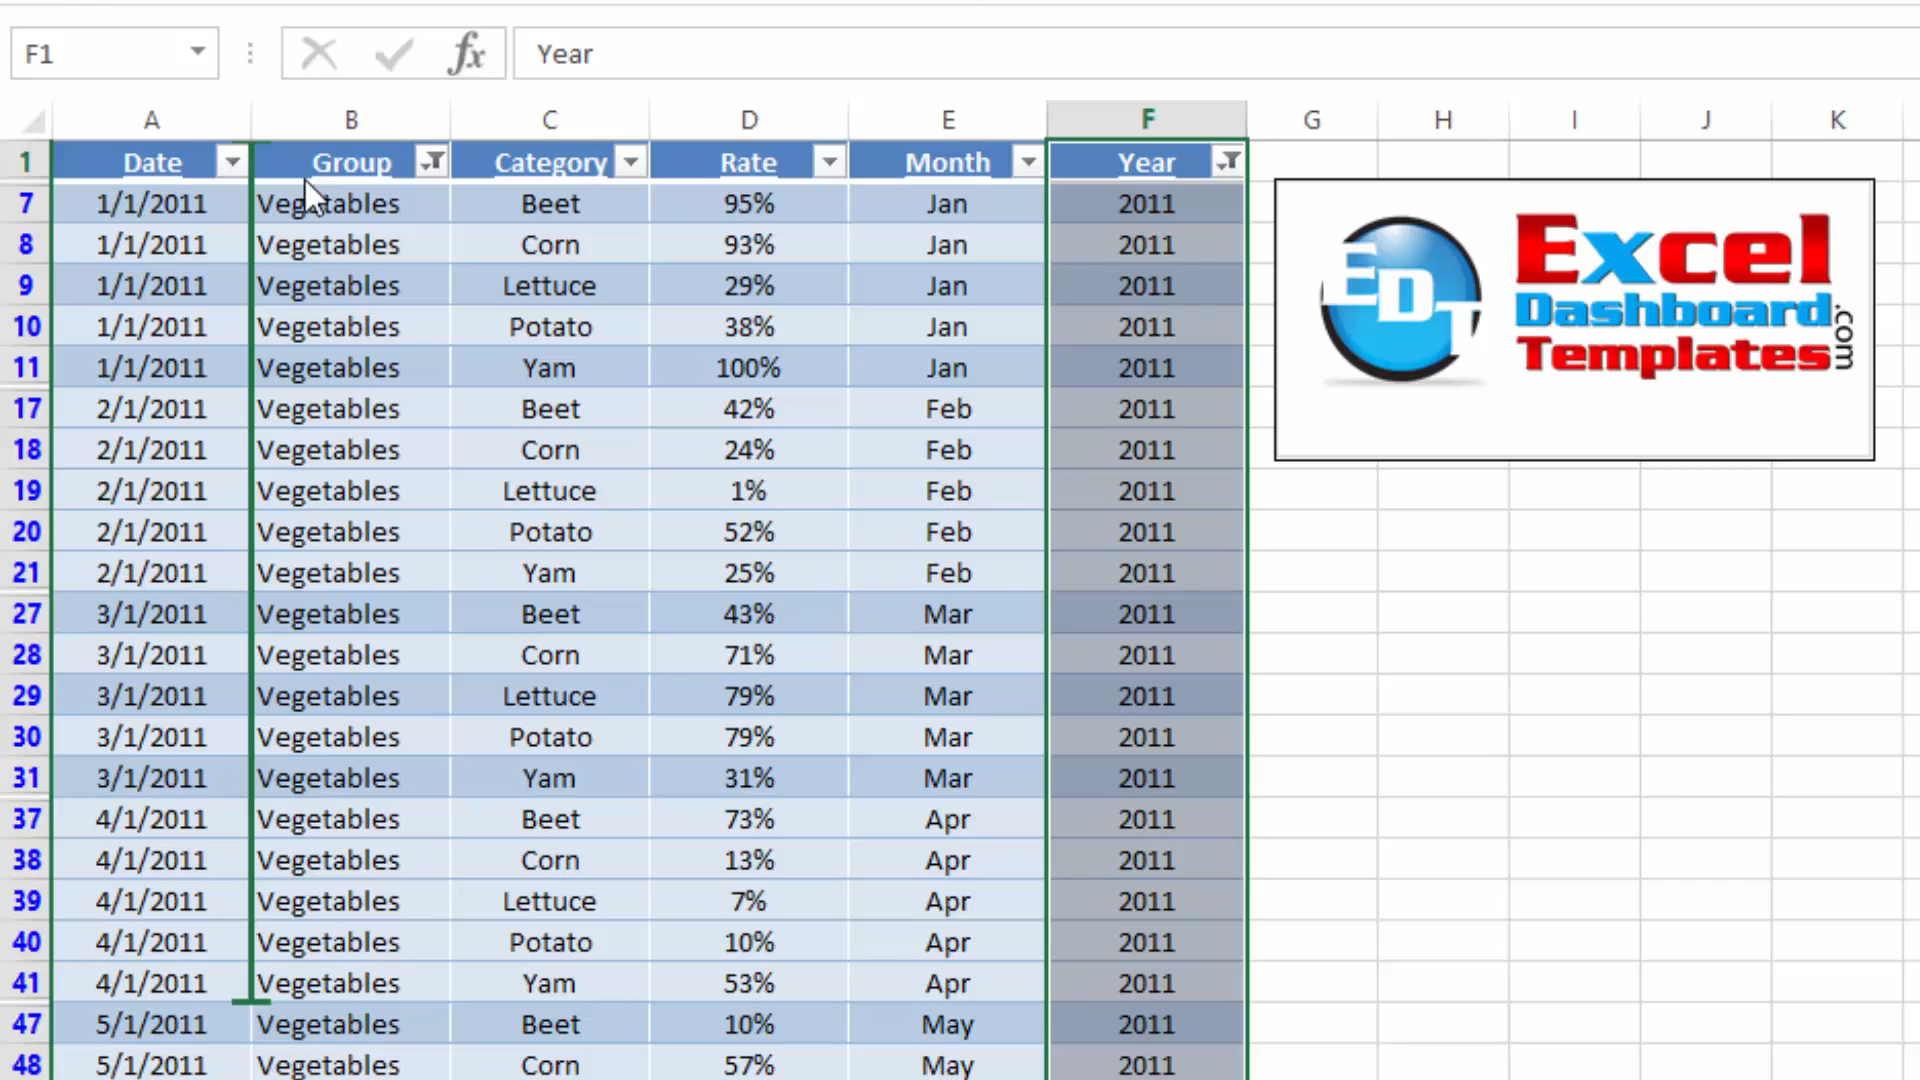 F1 fx Year
A B C D E F G H I J K
1 Date Group Category Rate Month Year
7 1/1/2011 Vegetables Beet 95% Jan 2011
8 1/1/2011 Vegetables Corn 93% Jan 2011
9 1/1/2011 Vegetables Lettuce 29% Jan 2011
10 1/1/2011 Vegetables Potato 38% Jan 2011
11 1/1/2011 Vegetables Yam 100% Jan 2011
17 2/1/2011 Vegetables Beet 42% Feb 2011
18 2/1/2011 Vegetables Corn 24% Feb 2011
19 2/1/2011 Vegetables Lettuce 1% Feb 2011
20 2/1/2011 Vegetables Potato 52% Feb 2011
21 2/1/2011 Vegetables Yam 25% Feb 2011
27 3/1/2011 Vegetables Beet 43% Mar 2011
28 3/1/2011 Vegetables Corn 71% Mar 2011
29 3/1/2011 Vegetables Lettuce 79% Mar 2011
30 3/1/2011 Vegetables Potato 79% Mar 2011
31 3/1/2011 Vegetables Yam 31% Mar 2011
37 4/1/2011 Vegetables Beet 73% Apr 2011
38 4/1/2011 Vegetables Corn 13% Apr 2011
39 4/1/2011 Vegetables Lettuce 7% Apr 2011
40 4/1/2011 Vegetables Potato 10% Apr 2011
41 4/1/2011 Vegetables Yam 53% Apr 2011
47 5/1/2011 Vegetables Beet 10% May 2011
48 5/1/2011 Vegetables Corn 57% May 2011
EDT
Excel
Dashboard
Templates
.com